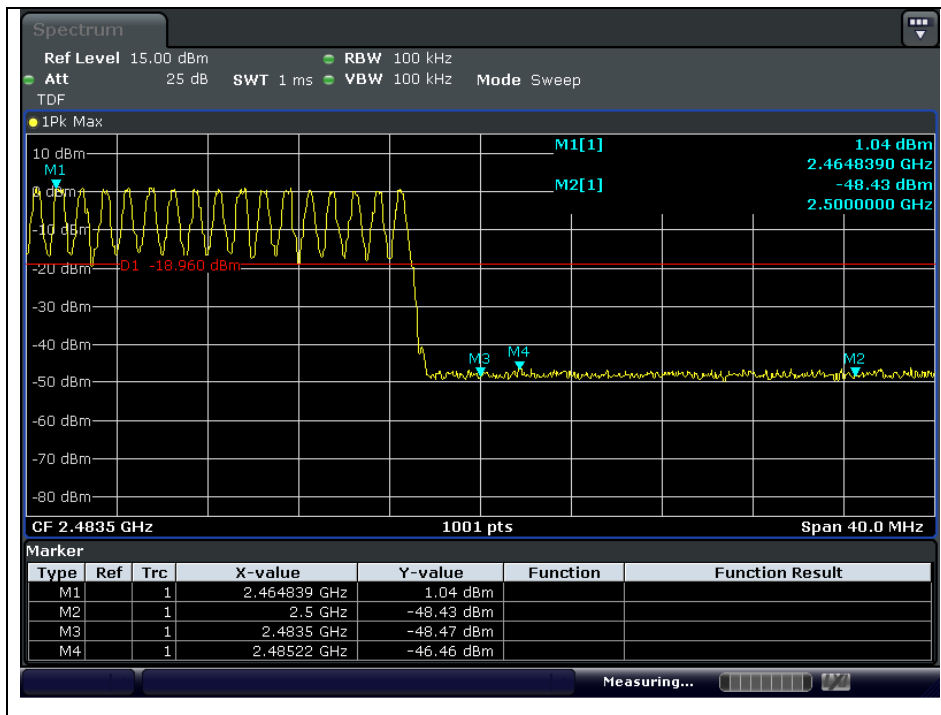 Spectrum
Ref Level 15.00 dBm RBW 100 kHz
Att 25 dB SWT 1 ms VBW 100 kHz Mode Sweep
TDF
1Pk Max
M1[1] 1.04 dBm
2.4648390 GHz
M2[1] -48.43 dBm
2.5000000 GHz
10 dBm
M1
0 dBm
-10 dBm
-20 dBm
D1 -18.960 dBm
-30 dBm
-40 dBm
M3 M4 M2
-50 dBm
-60 dBm
-70 dBm
-80 dBm
CF 2.4835 GHz 1001 pts Span 40.0 MHz
Marker
Type Ref Trc X-value Y-value Function Function Result
M1 1 2.464839 GHz 1.04 dBm
M2 1 2.5 GHz -48.43 dBm
M3 1 2.4835 GHz -48.47 dBm
M4 1 2.48522 GHz -46.46 dBm
Measuring...